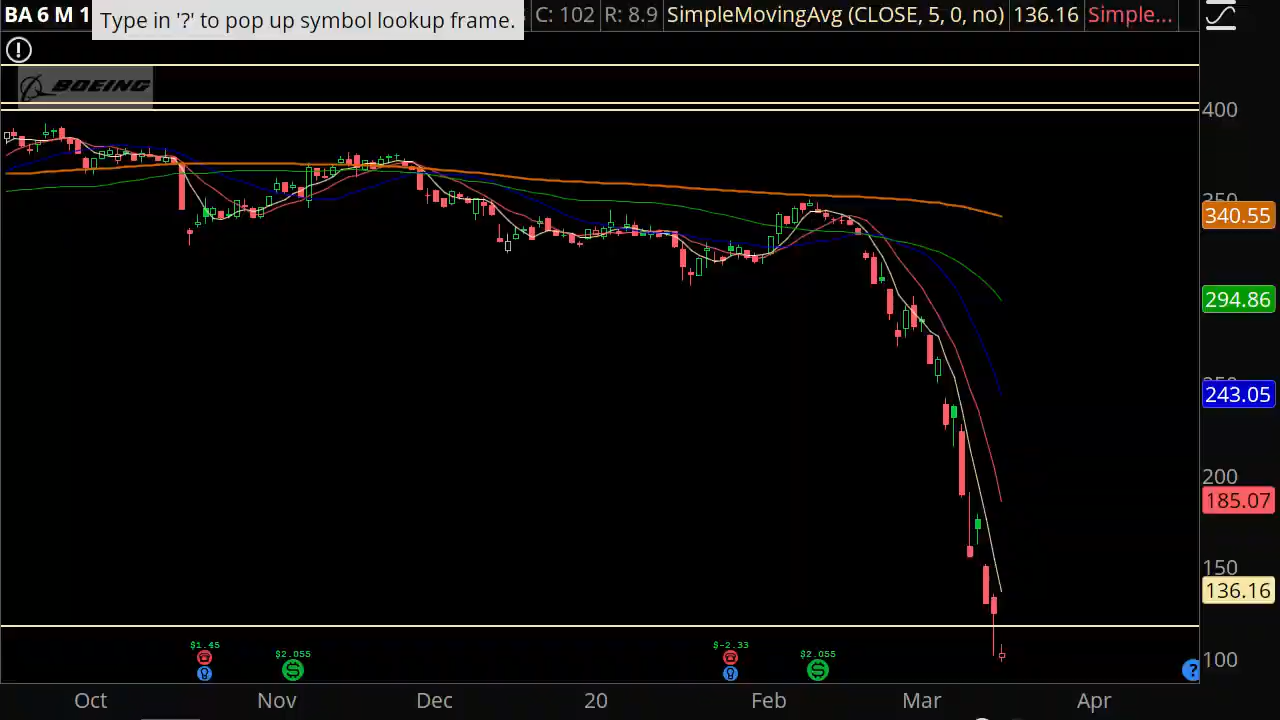 BA 6 M 1
Type in '?' to pop up symbol lookup frame.
C: 102 R: 8.9 SimpleMovingAvg (CLOSE, 5, 0, no) 136.16 Simple...
BOEING
400
340.55
294.86
243.05
200
185.07
150
136.16
100
$1.45 $2.055 $-2.33 $2.055
Oct Nov Dec 20 Feb Mar Apr